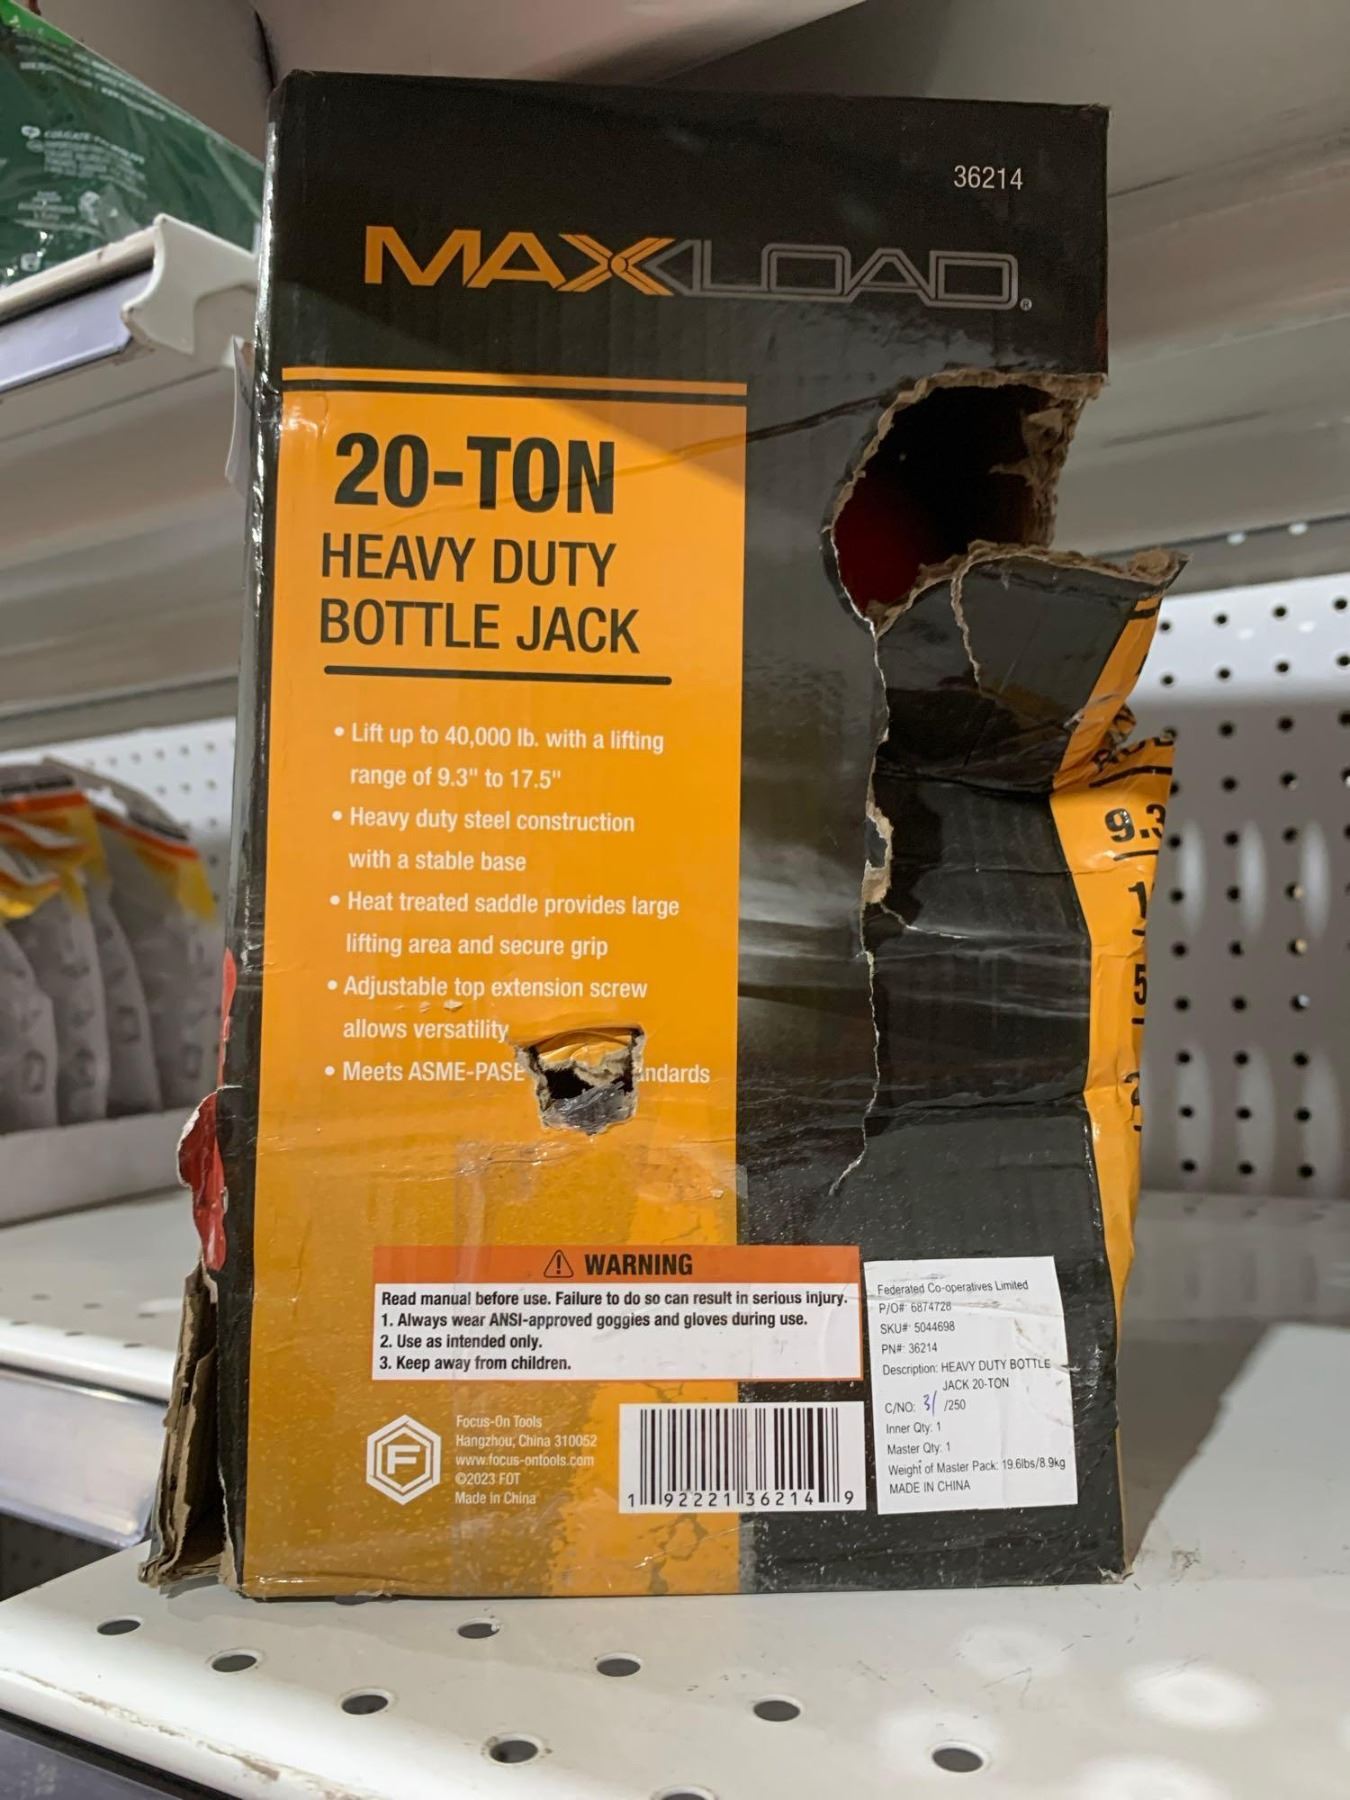 36214
MAXLOAD®
20-TON
HEAVY DUTY
BOTTLE JACK
• Lift up to 40,000 lb. with a lifting
range of 9.3" to 17.5"
• Heavy duty steel construction
with a stable base
• Heat treated saddle provides large
lifting area and secure grip
• Adjustable top extension screw
allows versatility
• Meets ASME-PASE ndards
9.3
5
⚠ WARNING
Read manual before use. Failure to do so can result in serious injury.
1. Always wear ANSI-approved goggies and gloves during use.
2. Use as intended only.
3. Keep away from children.
F
Focus-On Tools
Hangzhou, China 310052
www.focus-ontools.com
©2023 FOT
Made in China
1 92221 36214 9
Federated Co-operatives Limited
P/O#: 6874728
SKU#: 5044698
PN#: 36214
Description: HEAVY DUTY BOTTLE
JACK 20-TON
C/NO: 3/ /250
Inner Qty: 1
Master Qty: 1
Weight of Master Pack: 19.6lbs/8.9kg
MADE IN CHINA